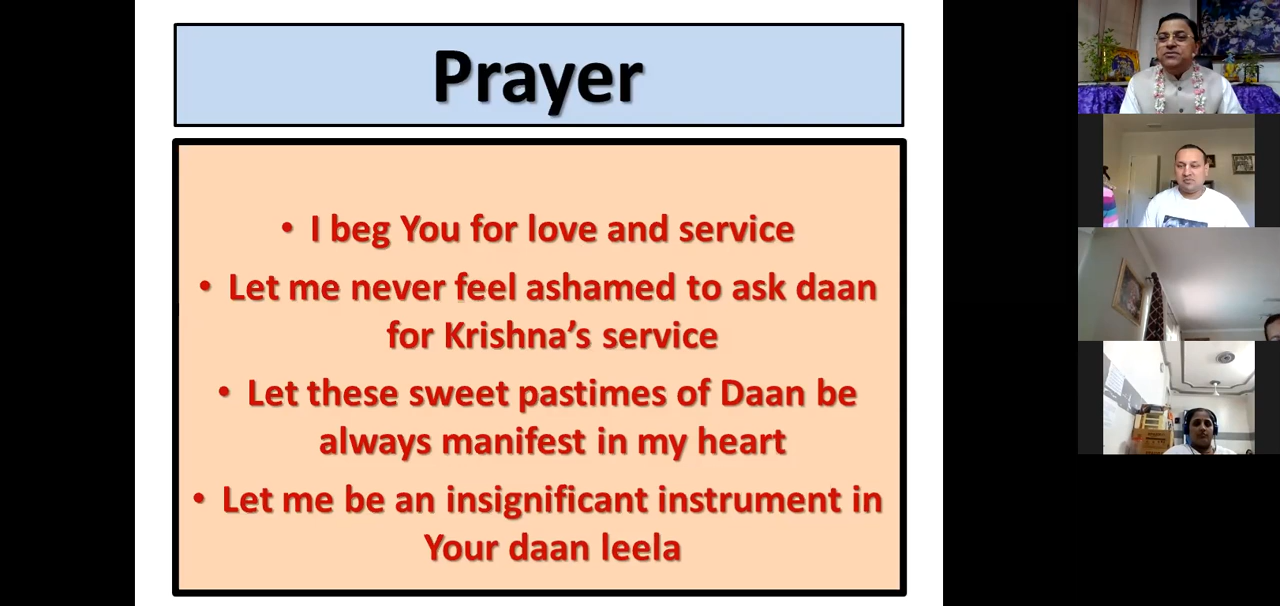 Prayer
• I beg You for love and service
• Let me never feel ashamed to ask daan
for Krishna’s service
• Let these sweet pastimes of Daan be
always manifest in my heart
• Let me be an insignificant instrument in
Your daan leela